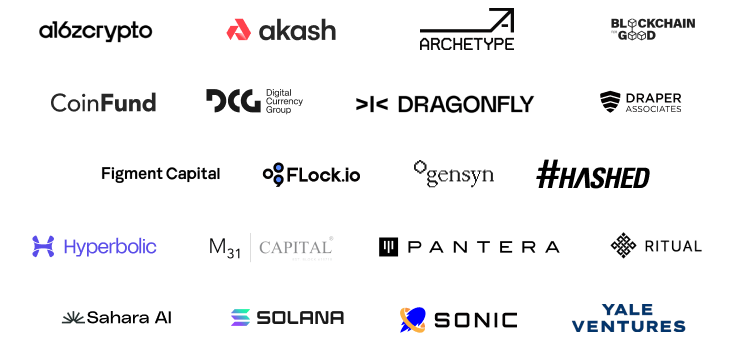 a16zcrypto
akash
ARCHETYPE
BLOCKCHAIN
FOR GOOD
CoinFund
DCG Digital
Currency
Group
>|< DRAGONFLY
DRAPER
ASSOCIATES
Figment Capital
FLock.io
gensyn
#HASHED
Hyperbolic
M31 CAPITAL®
PANTERA
RITUAL
Sahara AI
SOLANA
SONIC
YALE
VENTURES